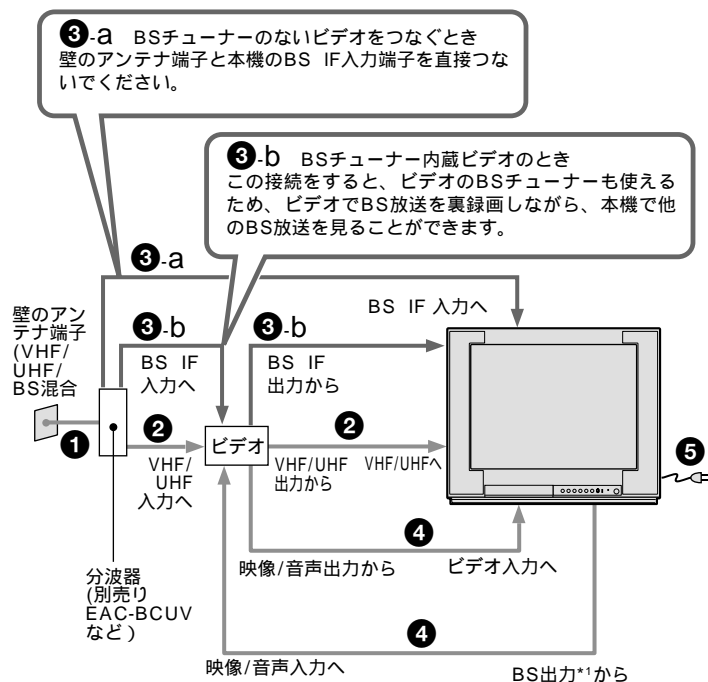 ❸-a BSチューナーのないビデオをつなぐとき
壁のアンテナ端子と本機のBS IF入力端子を直接つな
いでください。
❸-b BSチューナー内蔵ビデオのとき
この接続をすると、ビデオのBSチューナーも使える
ため、ビデオでBS放送を裏録画しながら、本機で他
のBS放送を見ることができます。
❸-a
BS IF 入力へ
壁のアン
テナ端子
(VHF/
UHF/
BS混合
❸-b
BS IF
入力へ
❸-b
BS IF
出力から
❶
❷
VHF/
UHF
入力へ
ビデオ
❷
VHF/UHF
出力から
VHF/UHFへ
❺
❹
映像/音声出力から
ビデオ入力へ
分波器
(別売り
EAC-BCUV
など）
❹
映像/音声入力へ
BS出力*1から